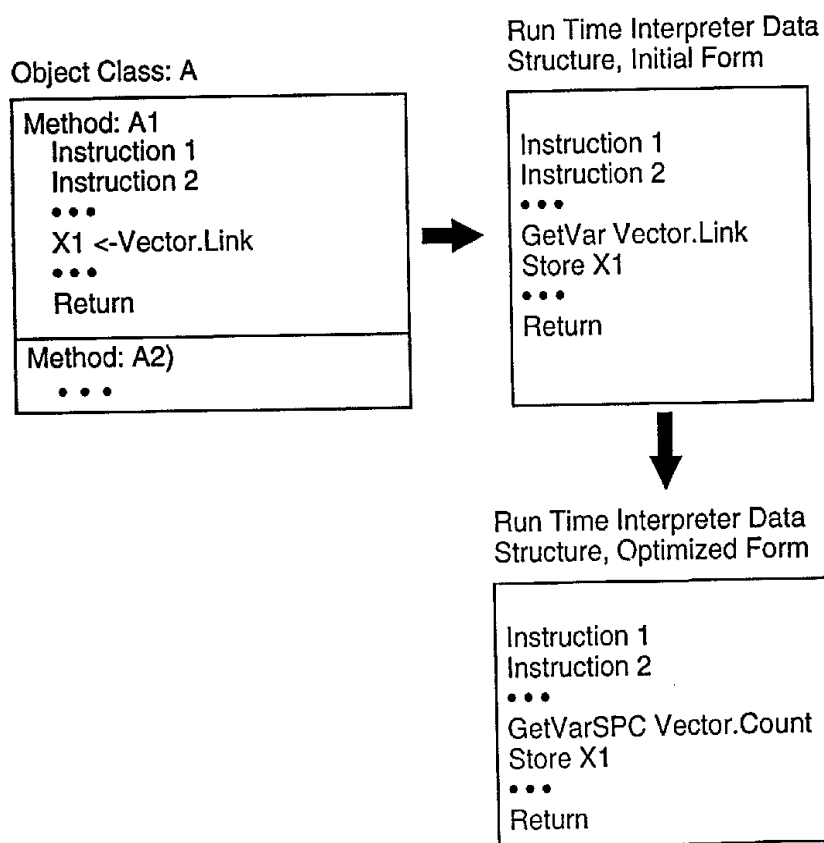 Object Class: A
Method: A1
Instruction 1
Instruction 2
•••
X1 <-Vector.Link
•••
Return
Method: A2)
•••
Run Time Interpreter Data
Structure, Initial Form
Instruction 1
Instruction 2
•••
GetVar Vector.Link
Store X1
•••
Return
Run Time Interpreter Data
Structure, Optimized Form
Instruction 1
Instruction 2
•••
GetVarSPC Vector.Count
Store X1
•••
Return